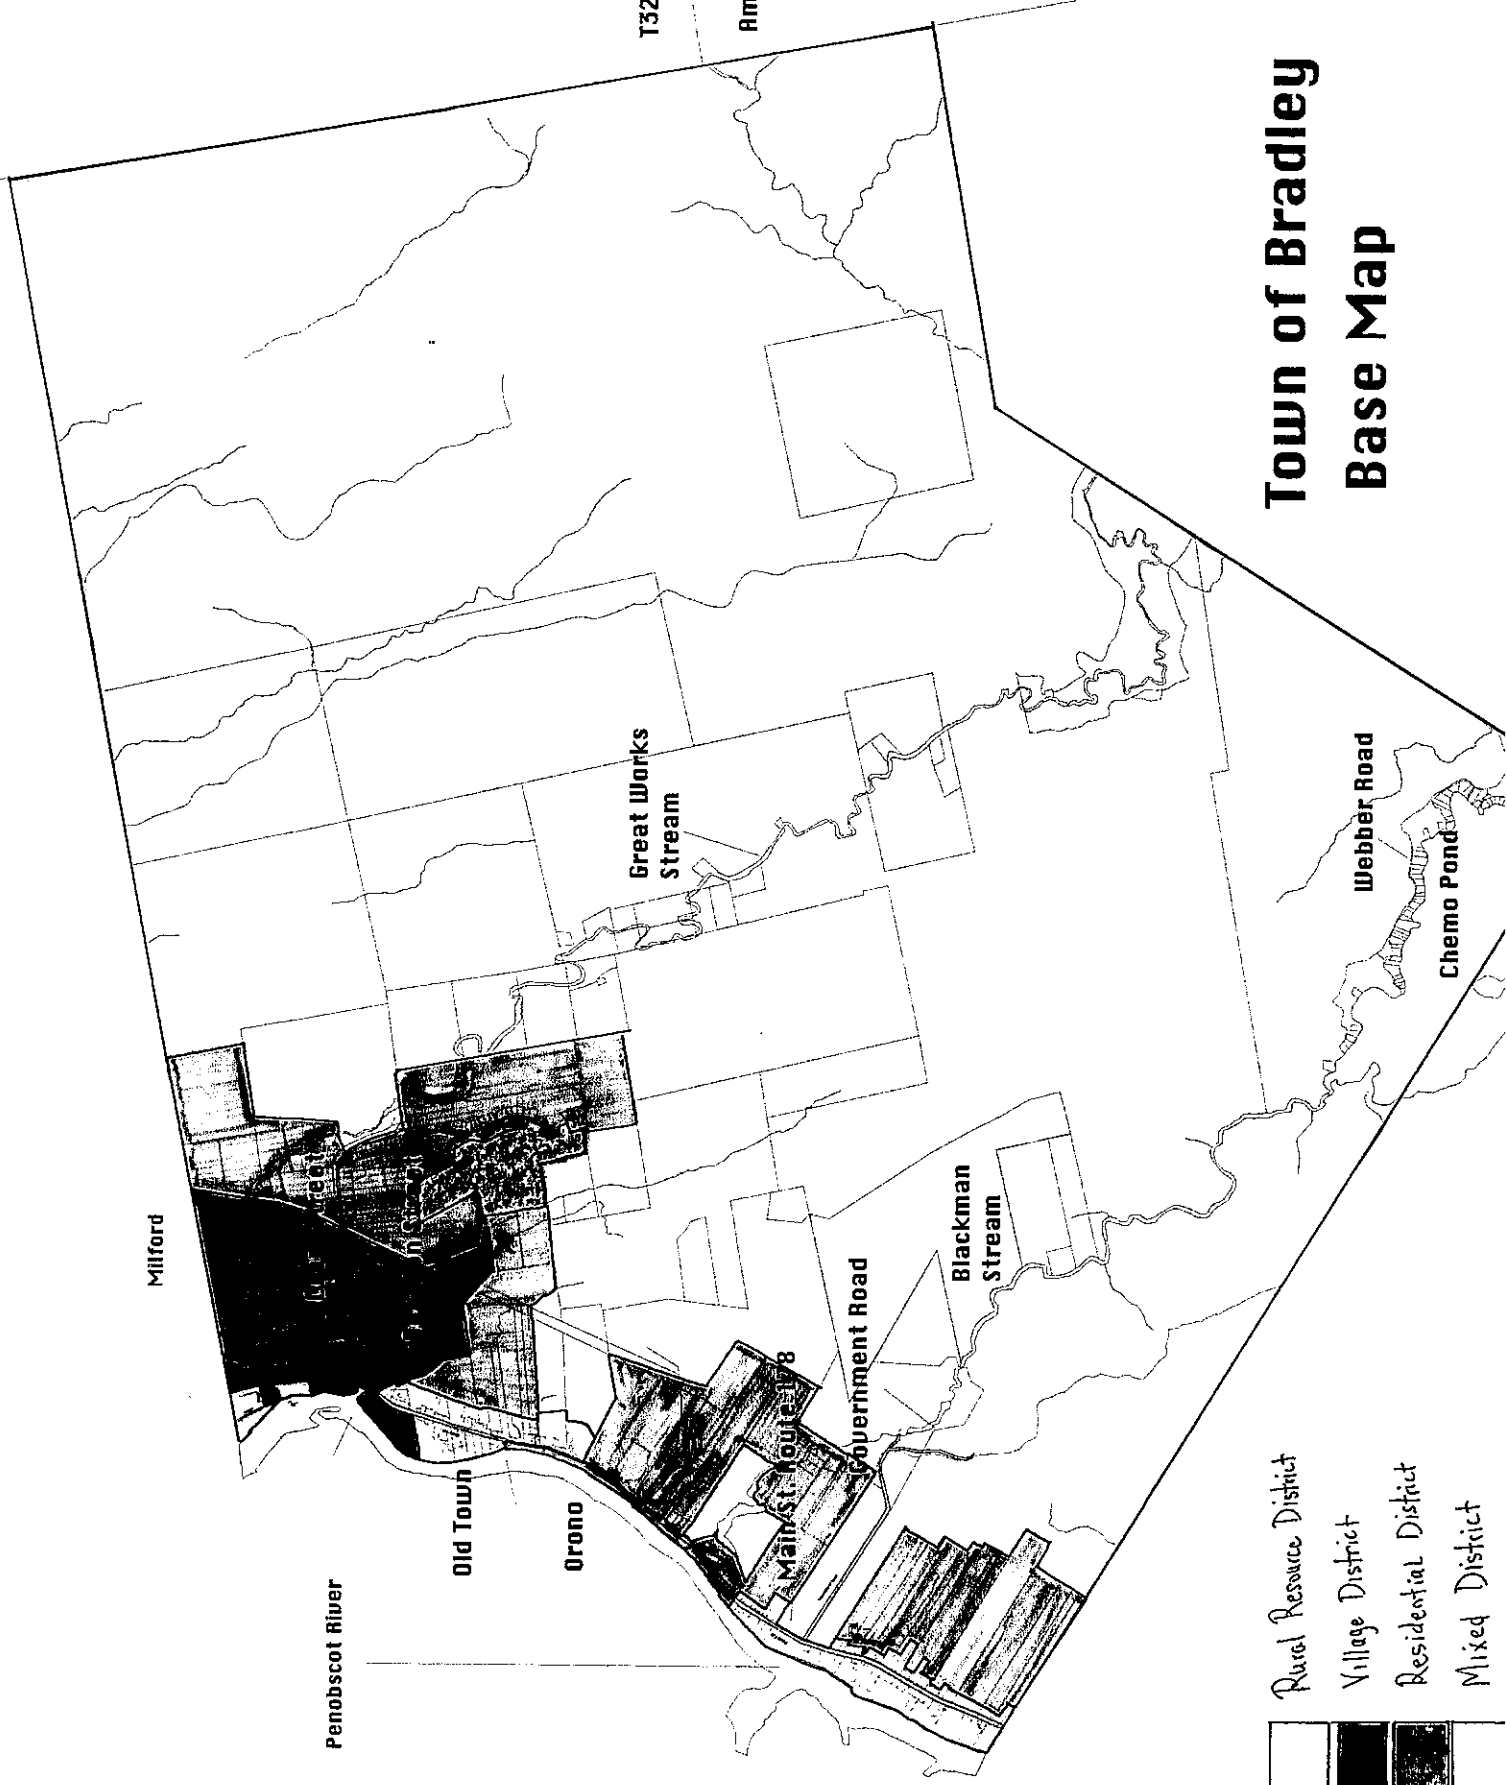 T32
Am
Town of Bradley
Base Map
Great Works
Stream
Webber Road
Chemo Pond
Milford
Blackman
Stream
Government Road
Main St. Route 178
Old Town
Orono
Penobscot River
Rural Resource District
Village District
Residential District
Mixed District